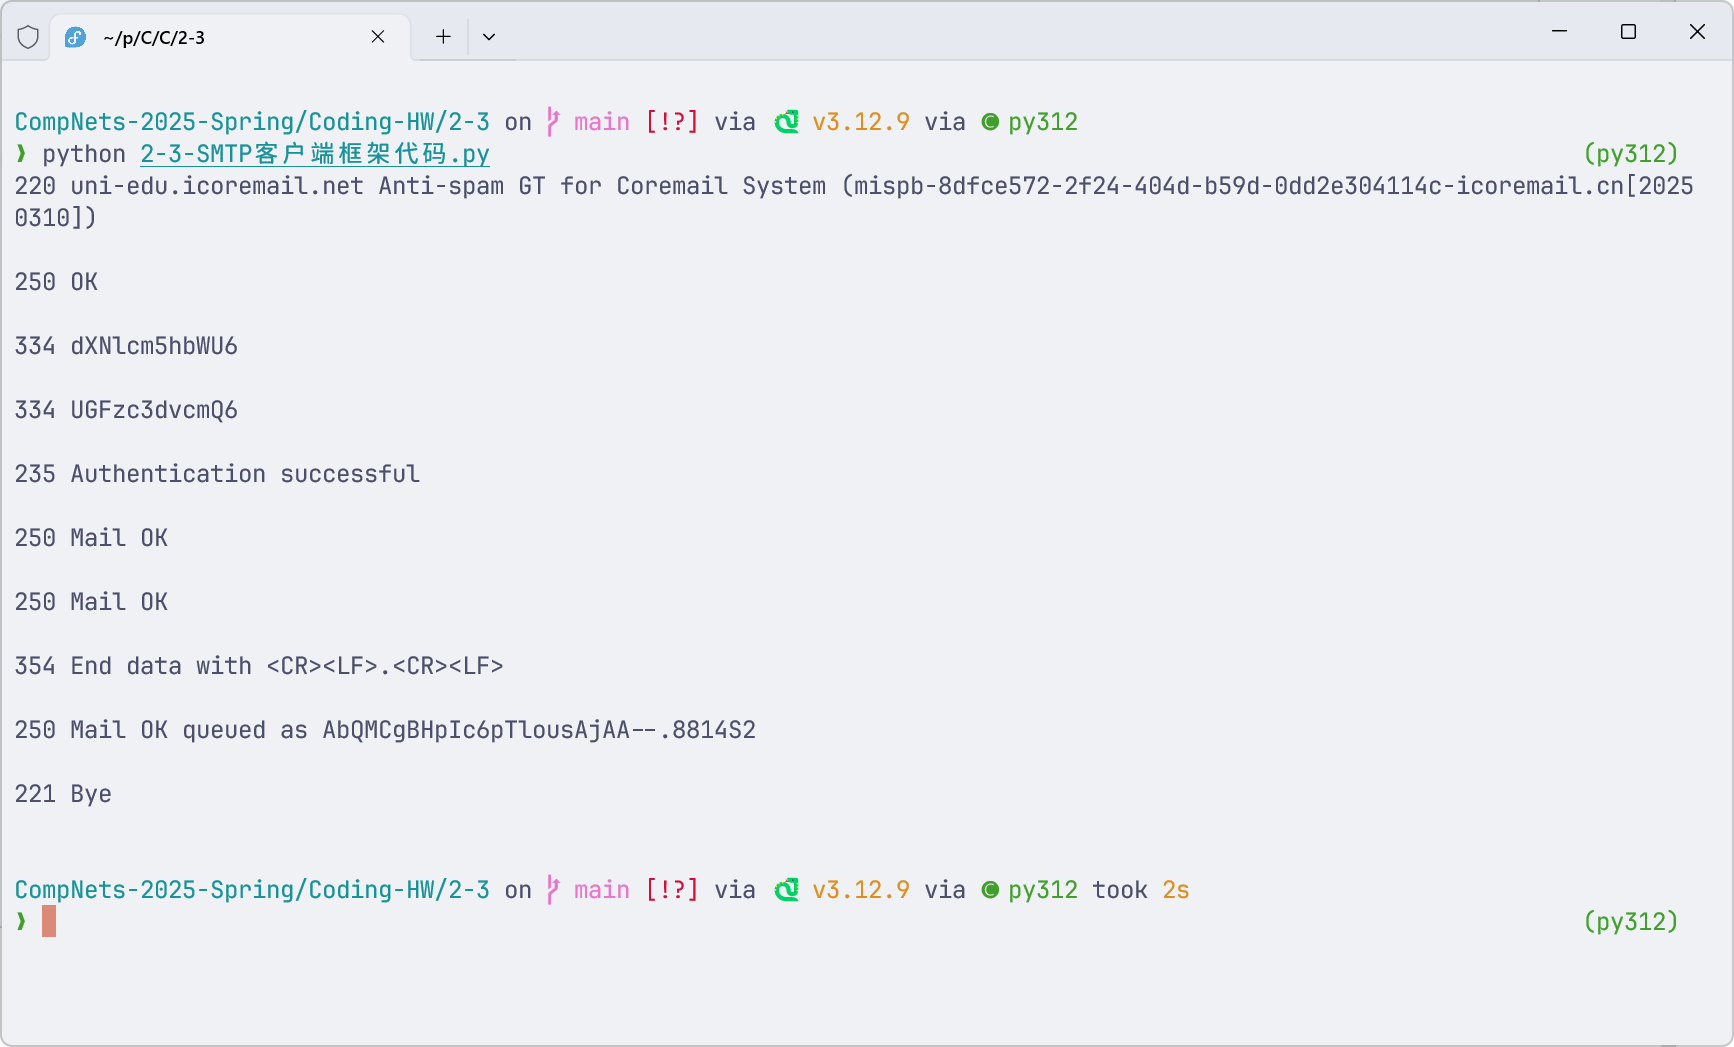 ~/p/C/C/2-3
CompNets-2025-Spring/Coding-HW/2-3 on main [!?] via v3.12.9 via py312
❯ python 2-3-SMTP客户端框架代码.py (py312)
220 uni-edu.icoremail.net Anti-spam GT for Coremail System (mispb-8dfce572-2f24-404d-b59d-0dd2e304114c-icoremail.cn[2025
0310])
250 OK
334 dXNlcm5hbWU6
334 UGFzc3dvcmQ6
235 Authentication successful
250 Mail OK
250 Mail OK
354 End data with <CR><LF>.<CR><LF>
250 Mail OK queued as AbQMCgBHpIc6pTlousAjAA--.8814S2
221 Bye
CompNets-2025-Spring/Coding-HW/2-3 on main [!?] via v3.12.9 via py312 took 2s
❯ (py312)